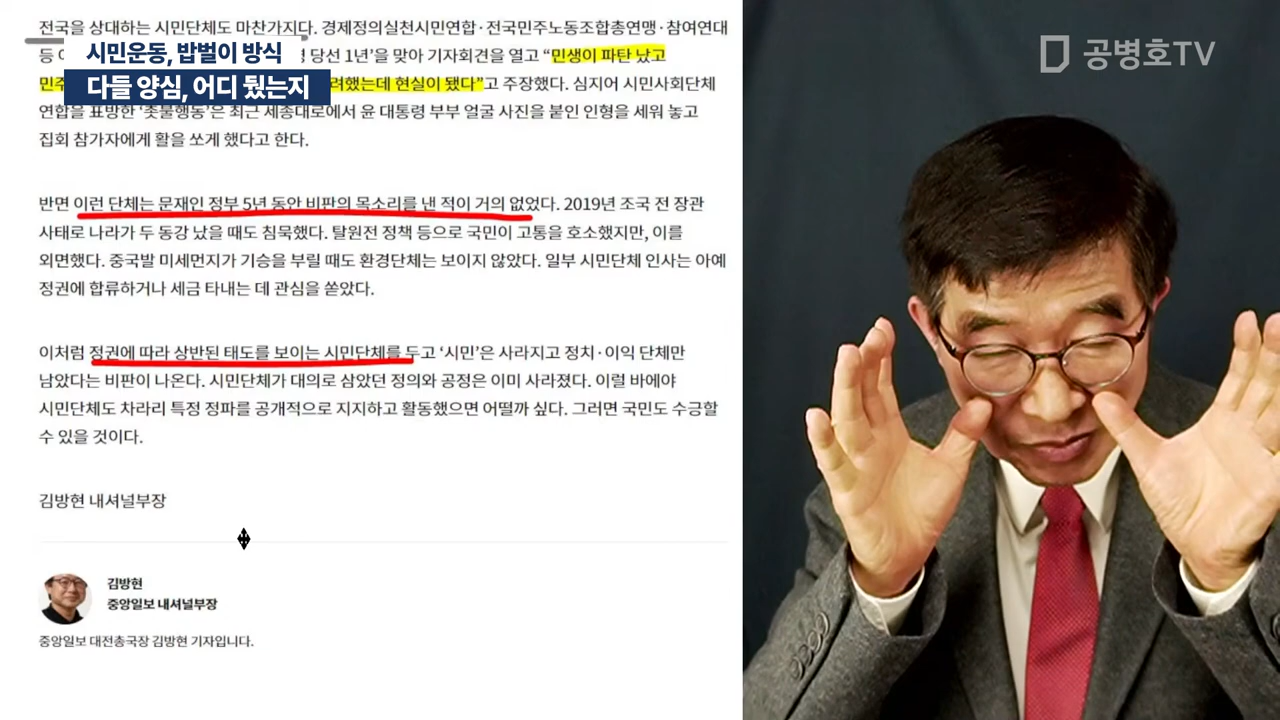 전국을 상대하는 시민단체도 마찬가지다. 경제정의실천시민연합·전국민주노동조합총연맹·참여연대
등 당선 1년’을 맞아 기자회견을 열고 “민생이 파탄 났고
시민운동, 밥벌이 방식
다들 양심, 어디 뒀는지
려했는데 현실이 됐다”고 주장했다. 심지어 시민사회단체
연합을 표방한 ‘촛불행동’은 최근 세종대로에서 윤 대통령 부부 얼굴 사진을 붙인 인형을 세워 놓고
집회 참가자에게 활을 쏘게 했다고 한다.
반면 이런 단체는 문재인 정부 5년 동안 비판의 목소리를 낸 적이 거의 없었다. 2019년 조국 전 장관
사태로 나라가 두 동강 났을 때도 침묵했다. 탈원전 정책 등으로 국민이 고통을 호소했지만, 이를
외면했다. 중국발 미세먼지가 기승을 부릴 때도 환경단체는 보이지 않았다. 일부 시민단체 인사는 아예
정권에 합류하거나 세금 타내는 데 관심을 쏟았다.
이처럼 정권에 따라 상반된 태도를 보이는 시민단체를 두고 ‘시민’은 사라지고 정치·이익 단체만
남았다는 비판이 나온다. 시민단체가 대의로 삼았던 정의와 공정은 이미 사라졌다. 이럴 바에야
시민단체도 차라리 특정 정파를 공개적으로 지지하고 활동했으면 어떨까 싶다. 그러면 국민도 수긍할
수 있을 것이다.
김방현 내셔널부장
김방현
중앙일보 내셔널부장
중앙일보 대전총국장 김방현 기자입니다.
공병호TV